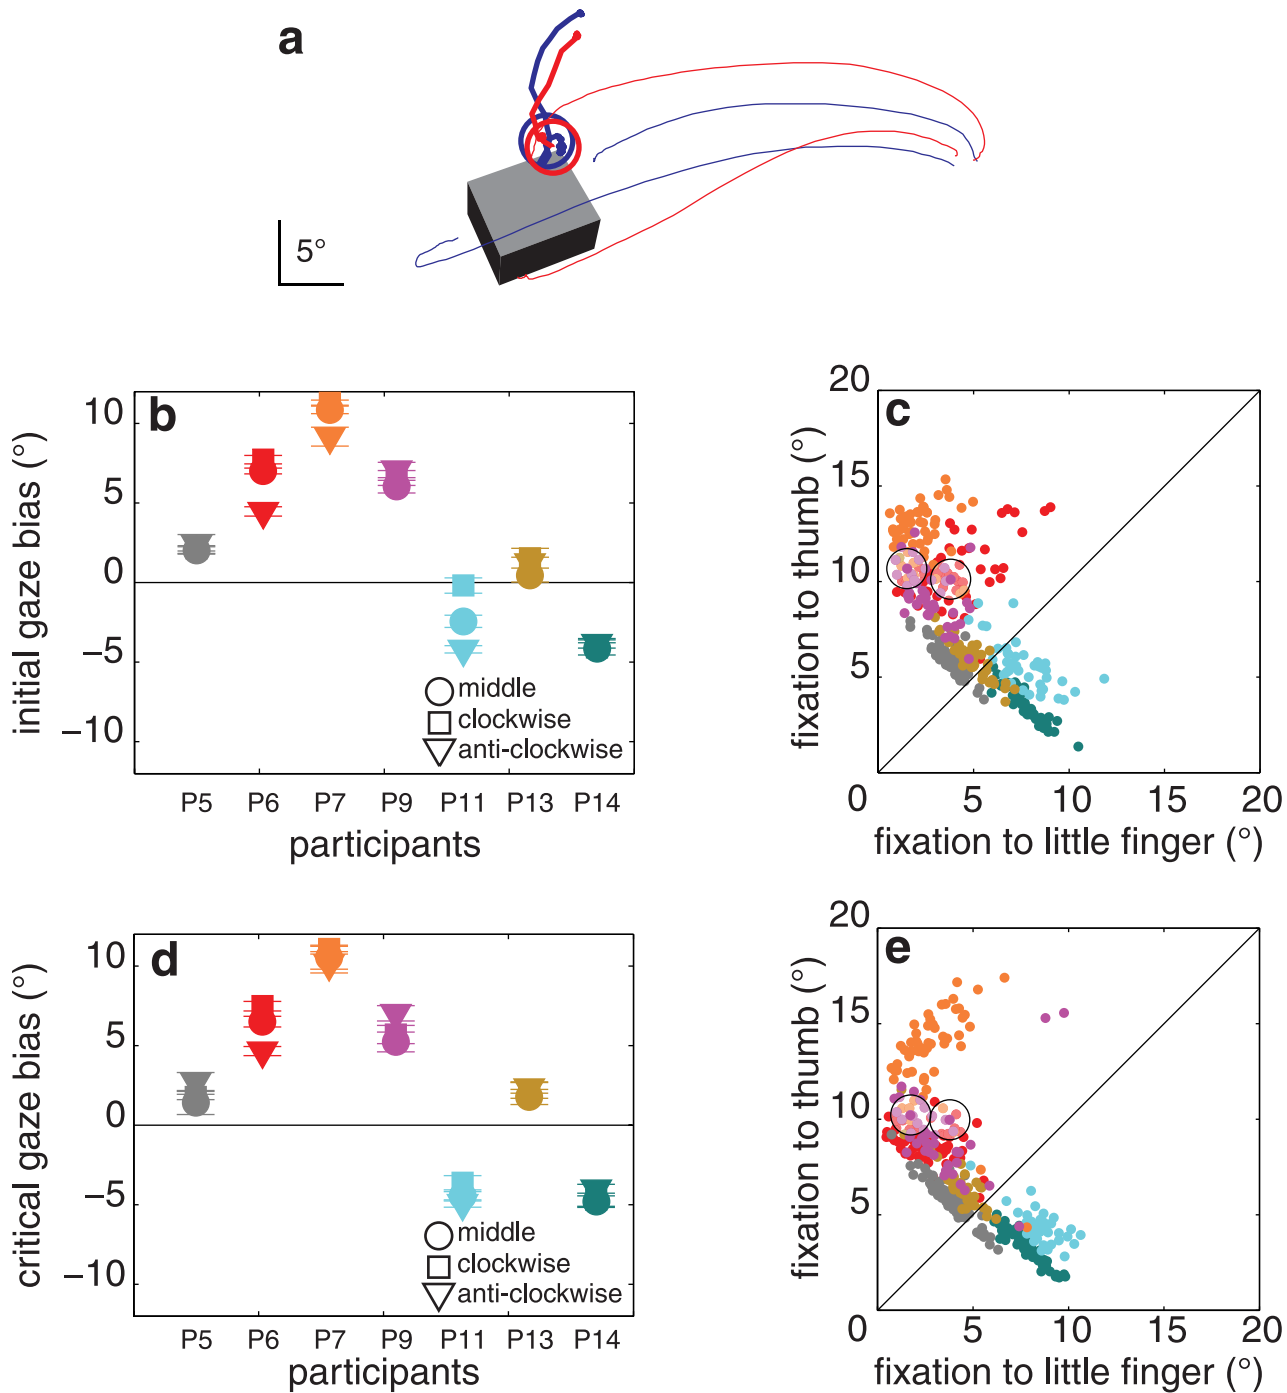 a
5°
b
10
5
0
−5
−10
initial gaze bias (°)
middle
clockwise
anti-clockwise
P5 P6 P7 P9 P11 P13 P14
participants
c
20
15
10
5
0
fixation to thumb (°)
5 10 15 20
fixation to little finger (°)
d
10
5
0
−5
−10
critical gaze bias (°)
middle
clockwise
anti-clockwise
P5 P6 P7 P9 P11 P13 P14
participants
e
20
15
10
5
0
fixation to thumb (°)
5 10 15 20
fixation to little finger (°)